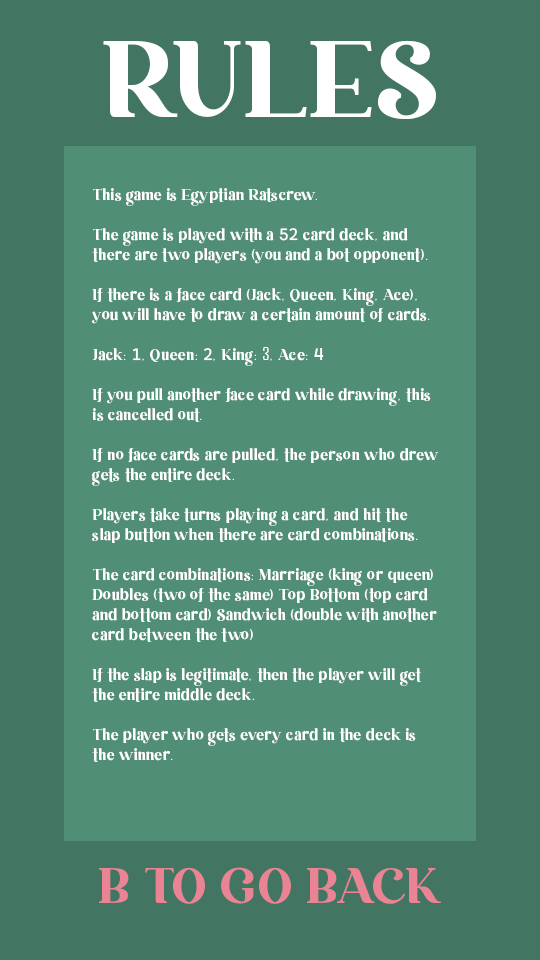 RULES
This game is Egyptian Ratscrew.
The game is played with a 52 card deck, and
there are two players (you and a bot opponent).
If there is a face card (Jack, Queen, King, Ace),
you will have to draw a certain amount of cards.
Jack: 1, Queen: 2, King: 3, Ace: 4
If you pull another face card while drawing, this
is cancelled out.
If no face cards are pulled, the person who drew
gets the entire deck.
Players take turns playing a card, and hit the
slap button when there are card combinations.
The card combinations: Marriage (king or queen)
Doubles (two of the same) Top Bottom (top card
and bottom card) Sandwich (double with another
card between the two)
If the slap is legitimate, then the player will get
the entire middle deck.
The player who gets every card in the deck is
the winner.
B TO GO BACK